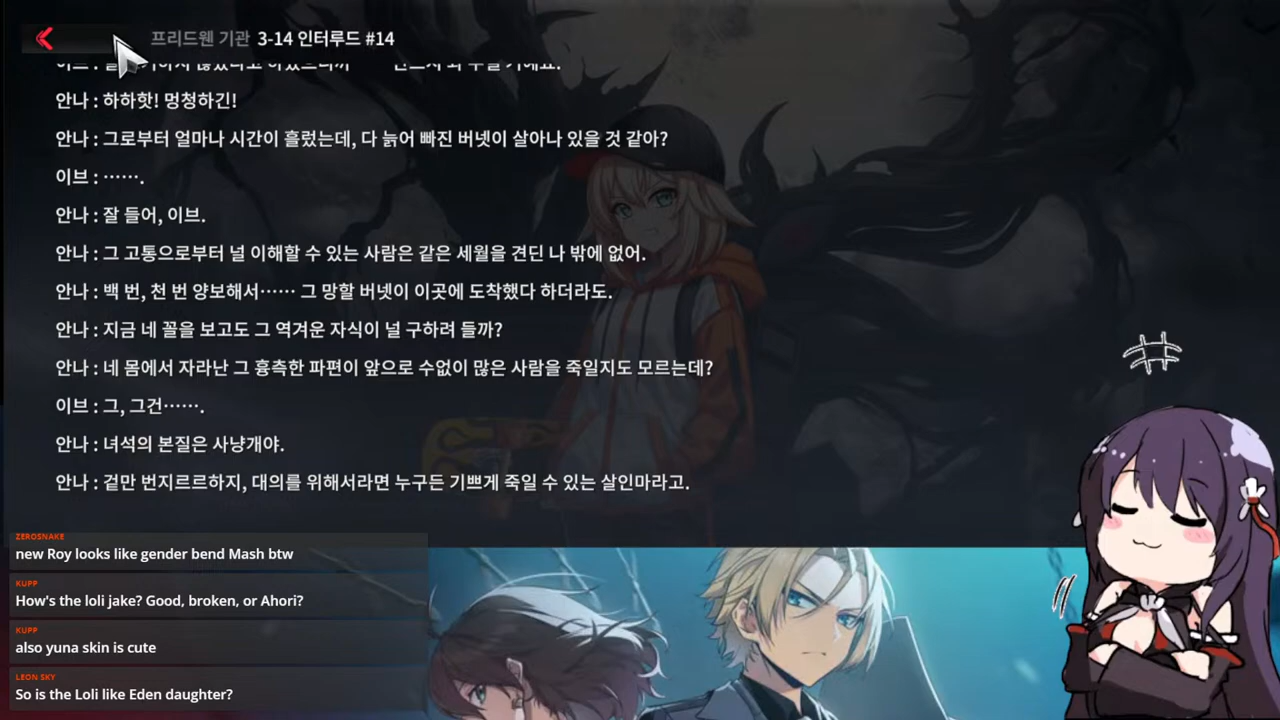 프리드웬 기관 3-14 인터루드 #14
안나 : 하하핫! 멍청하긴!
안나 : 그로부터 얼마나 시간이 흘렀는데, 다 늙어 빠진 버넷이 살아나 있을 것 같아?
이브 : …….
안나 : 잘 들어, 이브.
안나 : 그 고통으로부터 널 이해할 수 있는 사람은 같은 세월을 견딘 나 밖에 없어.
안나 : 백 번, 천 번 양보해서…… 그 망할 버넷이 이곳에 도착했다 하더라도.
안나 : 지금 네 꼴을 보고도 그 역겨운 자식이 널 구하려 들까?
안나 : 네 몸에서 자라난 그 흉측한 파편이 앞으로 수없이 많은 사람을 죽일지도 모르는데?
이브 : 그, 그건…….
안나 : 녀석의 본질은 사냥개야.
안나 : 겉만 번지르르하지, 대의를 위해서라면 누구든 기쁘게 죽일 수 있는 살인마라고.
ZEROSNAKE
new Roy looks like gender bend Mash btw
KUPP
How's the loli jake? Good, broken, or Ahori?
KUPP
also yuna skin is cute
LEON SKY
So is the Loli like Eden daughter?